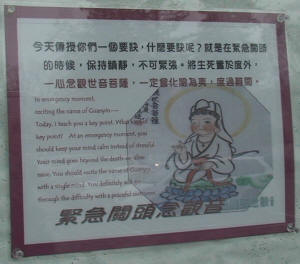 今天傳授你們一個要訣，什麼要訣呢？就是在緊急關頭
的時候，保持鎮靜，不可緊張。將生死置於度外，
一心念觀世音菩薩，一定會化險為夷，度過難關。
In emergency moment,
reciting the name of Guanyin---
Today, I teach you a key point. What
key point? At an emergency moment, you
should keep your mind calm instead of stressful.
Your mind goes beyond the death-or-alive
issue. You should recite the name of Guanyin
with a single mind. You definitely will go
through the difficulty with a peaceful
緊急關頭念觀音